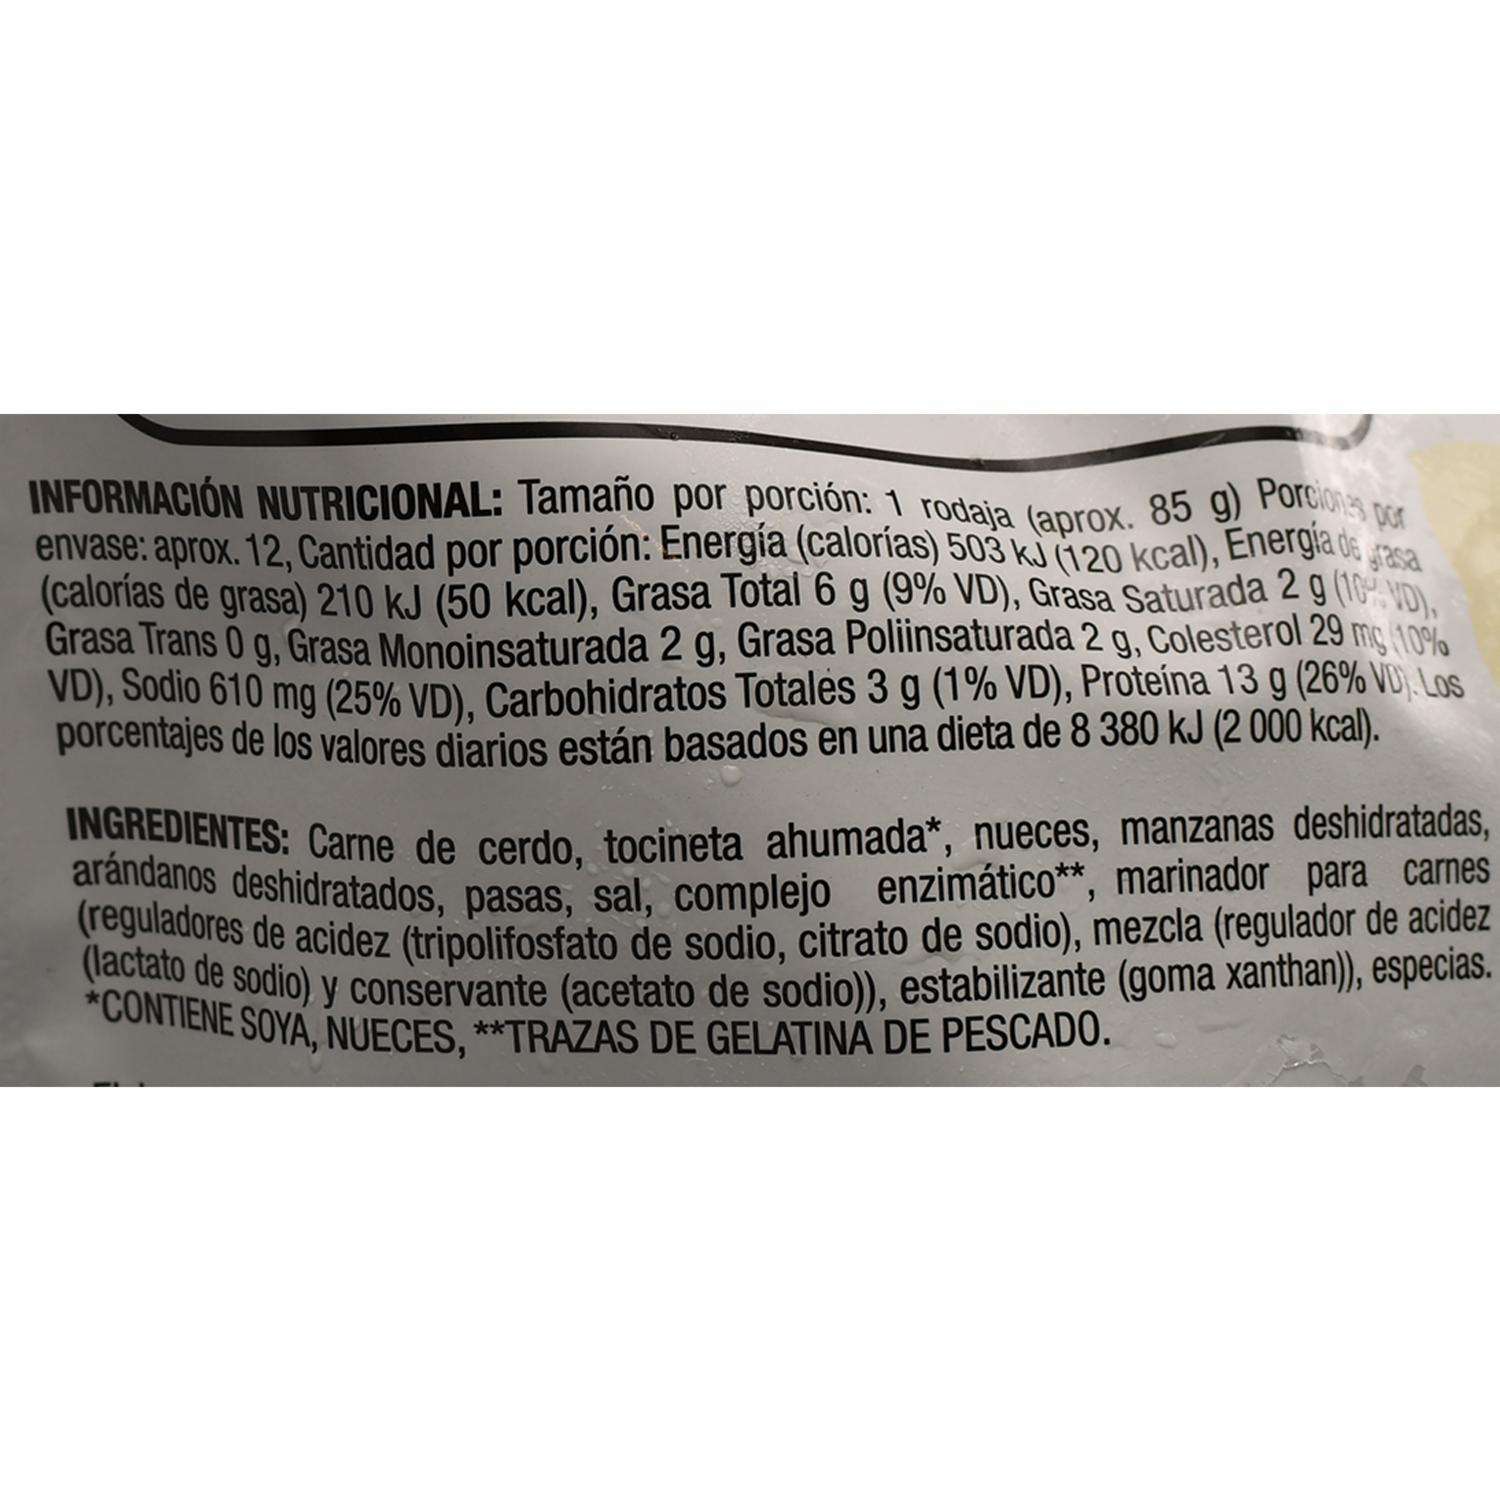 INFORMACIÓN NUTRICIONAL: Tamaño por porción: 1 rodaja (aprox. 85 g) Porciones por
envase: aprox. 12, Cantidad por porción: Energía (calorías) 503 kJ (120 kcal), Energía de grasa
(calorías de grasa) 210 kJ (50 kcal), Grasa Total 6 g (9% VD), Grasa Saturada 2 g (10% VD),
Grasa Trans 0 g, Grasa Monoinsaturada 2 g, Grasa Poliinsaturada 2 g, Colesterol 29 mg (10%
VD), Sodio 610 mg (25% VD), Carbohidratos Totales 3 g (1% VD), Proteína 13 g (26% VD). Los
porcentajes de los valores diarios están basados en una dieta de 8 380 kJ (2 000 kcal).
INGREDIENTES: Carne de cerdo, tocineta ahumada*, nueces, manzanas deshidratadas,
arándanos deshidratados, pasas, sal, complejo enzimático**, marinador para carnes
(reguladores de acidez (tripolifosfato de sodio, citrato de sodio), mezcla (regulador de acidez
(lactato de sodio) y conservante (acetato de sodio)), estabilizante (goma xanthan)), especias.
*CONTIENE SOYA, NUECES, **TRAZAS DE GELATINA DE PESCADO.